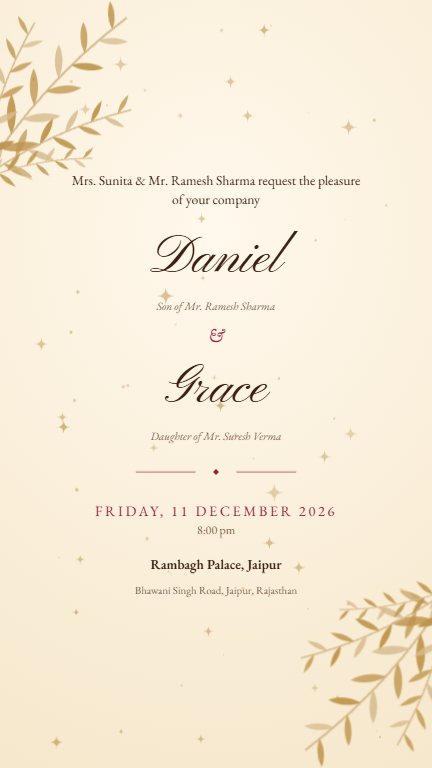 Mrs. Sunita & Mr. Ramesh Sharma request the pleasure
of your company
Daniel
Son of Mr. Ramesh Sharma
&
Grace
Daughter of Mr. Suresh Verma
FRIDAY, 11 DECEMBER 2026
8:00 pm
Rambagh Palace, Jaipur
Bhawani Singh Road, Jaipur, Rajasthan